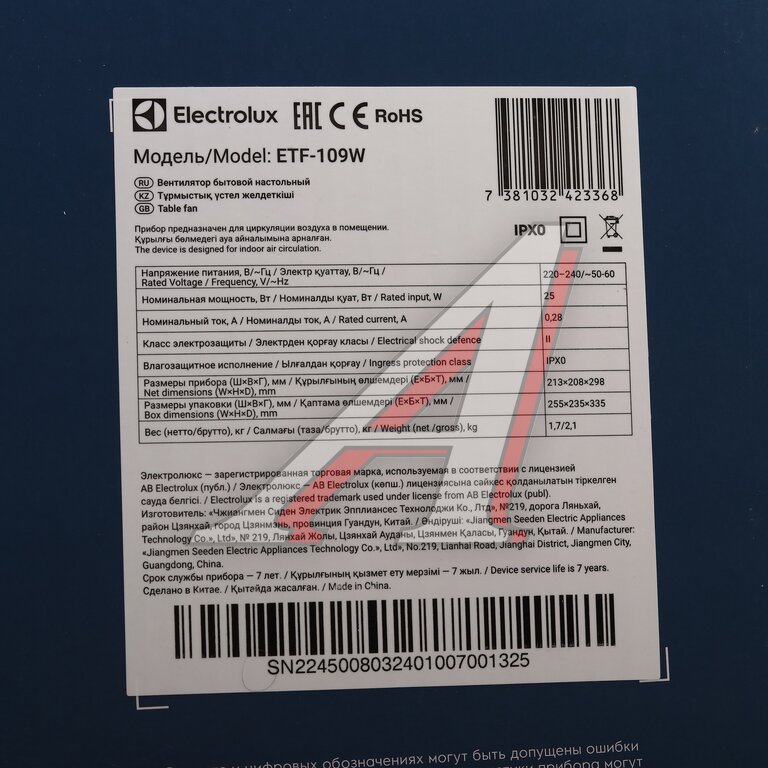 Electrolux EAC CE RoHS
Модель/Model: ETF-109W
RU Вентилятор бытовой настольный
KZ Тұрмыстық үстел желдеткіші
GB Table fan
7 381032 423368
Прибор предназначен для циркуляции воздуха в помещении.
Құрылғы бөлмедегі ауа айналымына арналған.
The device is designed for indoor air circulation.
IPX0
Напряжение питания, В/~Гц / Электр қуаттау, В/~Гц /
Rated Voltage / Frequency, V/~Hz
220–240/~50-60
Номинальная мощность, Вт / Номиналды қуат, Вт / Rated input, W
25
Номинальный ток, А / Номиналды ток, А / Rated current, A
0,28
Класс электрозащиты / Электрден қорғау класы / Electrical shock defence
II
Влагозащитное исполнение / Ылғалдан қорғау / Ingress protection class
IPX0
Размеры прибора (Ш×В×Г), мм / Құрылғының өлшемдері (Е×Б×Т), мм /
Net dimensions (W×H×D), mm
213×208×298
Размеры упаковки (Ш×В×Г), мм / Қаптама өлшемдері (Е×Б×Т), мм /
Box dimensions (W×H×D), mm
255×235×335
Вес (нетто/брутто), кг / Салмағы (таза/брутто), кг / Weight (net /gross), kg
1,7/2,1
Электролюкс — зарегистрированная торговая марка, используемая в соответствии с лицензией
AB Electrolux (публ.). / Электролюкс – AB Electrolux (көпш.) лицензиясына сәйкес қолданылатын тіркелген
сауда белгісі. / Electrolux is a registered trademark used under license from AB Electrolux (publ).
Изготовитель: «Чжиангмен Сиден Электрик Эпплиансес Технолоджи Ко., Лтд», №219, дорога Ляньхай,
район Цзянхай, город Цзянмэнь, провинция Гуандун, Китай. / Өндіруші: «Jiangmen Seeden Electric Appliances
Technology Co.», Ltd», № 219, Лянхай Жолы, Цзянхай Ауданы, Цзянмен Қаласы, Гуандун, Қытай. / Manufacturer:
«Jiangmen Seeden Electric Appliances Technology Co., Ltd», No.219, Lianhai Road, Jianghai District, Jiangmen City,
Guangdong, China.
Срок службы прибора – 7 лет. / Құрылғының қызмет ету мерзімі – 7 жыл. / Device service life is 7 years.
Сделано в Китае. / Қытайда жасалған. / Made in China.
SN2245008032401007001325
цифровых обозначениях могут быть допущены ошибки
прибора могут